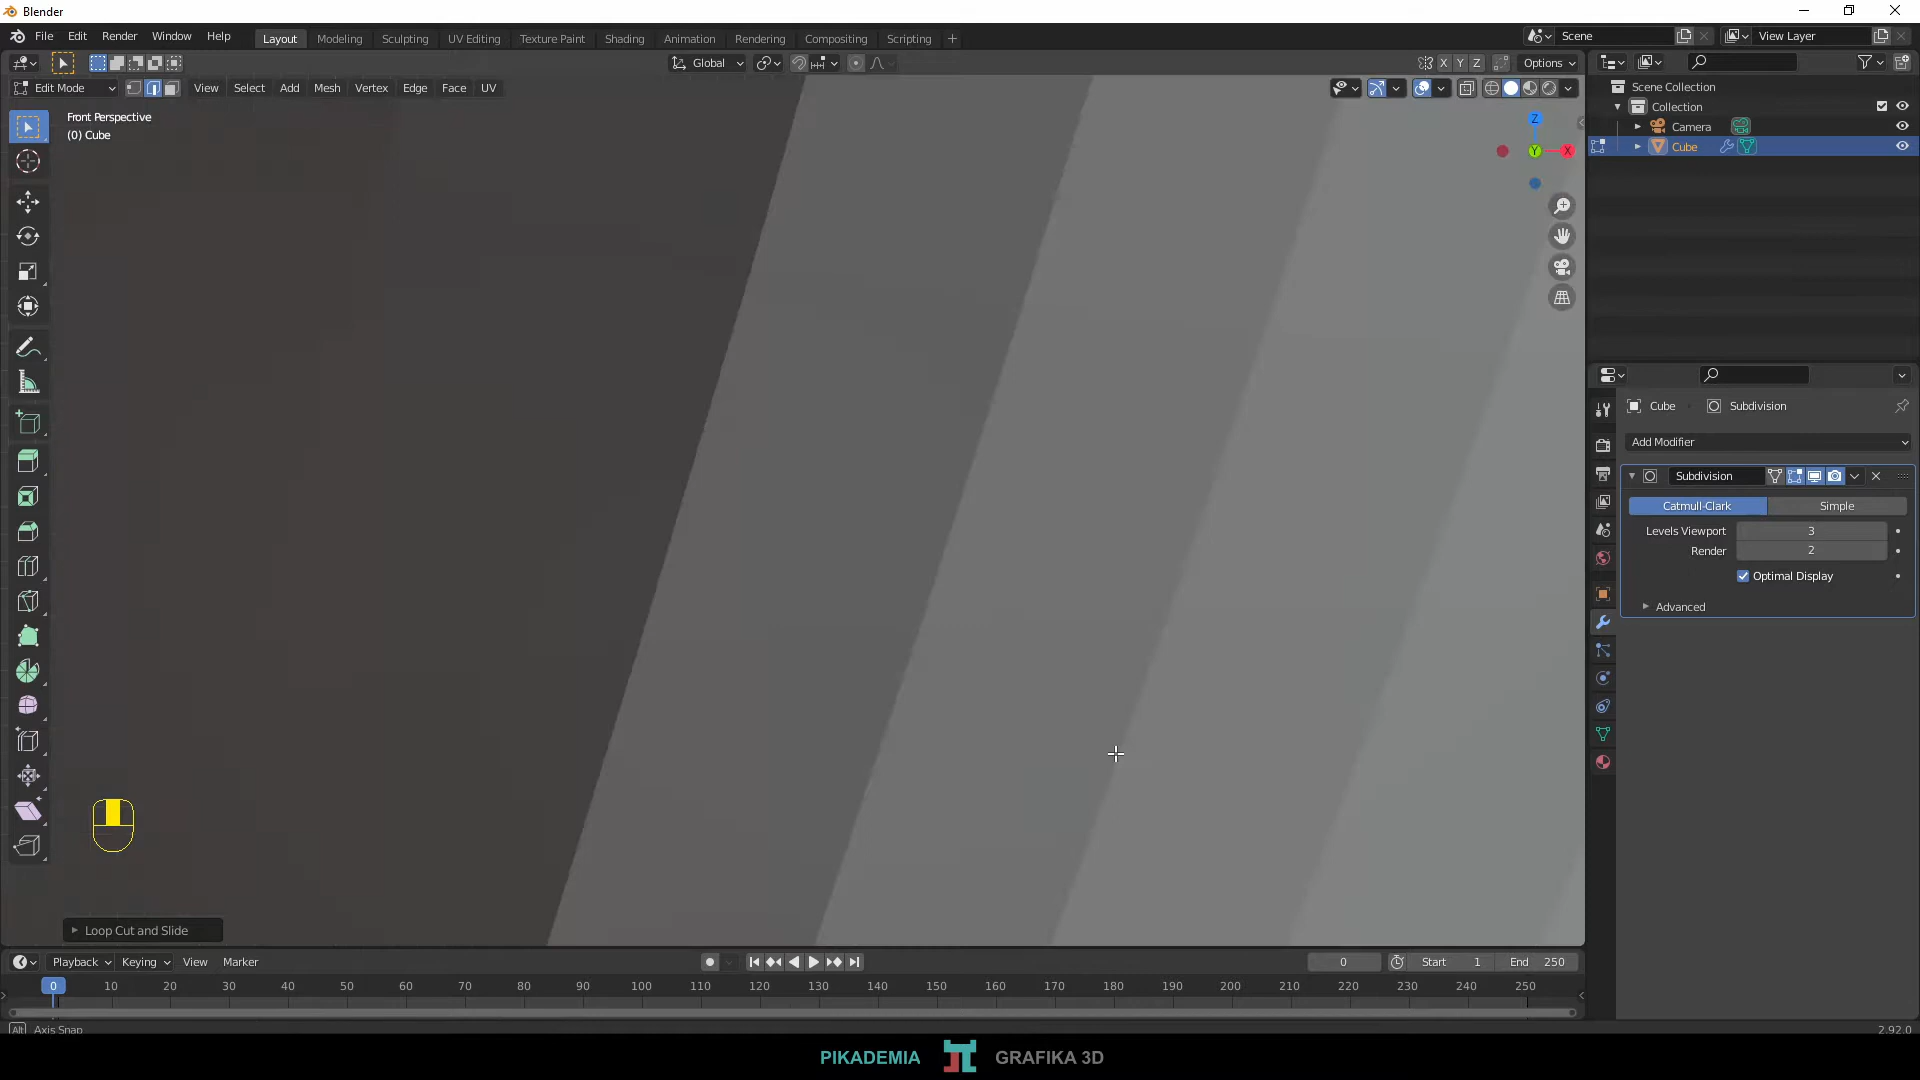 Blender
File Edit Render Window Help
Layout Modeling Sculpting UV Editing Texture Paint Shading Animation Rendering Compositing Scripting +
Scene
View Layer
Global
X Y Z
Options
Edit Mode
View Select Add Mesh Vertex Edge Face UV
Front Perspective
(0) Cube
Z
Y
X
Scene Collection
Collection
Camera
Cube
Cube
Subdivision
Add Modifier
Subdivision
Catmull-Clark
Simple
Levels Viewport
3
Render
2
Optimal Display
Advanced
Loop Cut and Slide
Playback Keying View Marker
0
Start 1
End 250
0 10 20 30 40 50 60 70 80 90 100 110 120 130 140 150 160 170 180 190 200 210 220 230 240 250
Alt Axis Snap
2.92.0
PIKADEMIA
GRAFIKA 3D